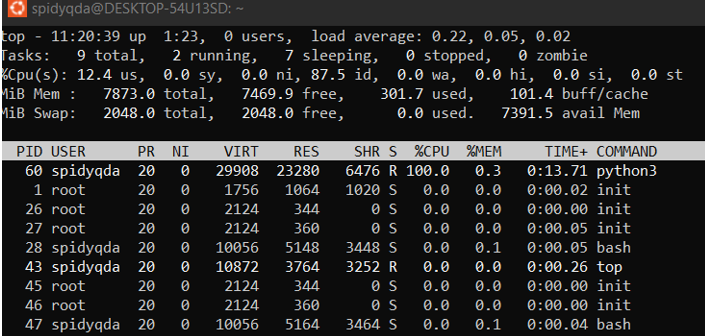 spidyqda@DESKTOP-54U13SD: ~
top - 11:20:39 up  1:23,  0 users,  load average: 0.22, 0.05, 0.02
Tasks:   9 total,   2 running,   7 sleeping,   0 stopped,   0 zombie
%Cpu(s): 12.4 us,  0.0 sy,  0.0 ni, 87.5 id,  0.0 wa,  0.0 hi,  0.0 si,  0.0 st
MiB Mem :   7873.0 total,   7469.9 free,    301.7 used,    101.4 buff/cache
MiB Swap:   2048.0 total,   2048.0 free,      0.0 used.   7391.5 avail Mem
PID USER      PR  NI    VIRT    RES    SHR S  %CPU  %MEM     TIME+ COMMAND
60 spidyqda  20   0   29908  23280   6476 R 100.0   0.3   0:13.71 python3
1 root      20   0    1756   1064   1020 S   0.0   0.0   0:00.02 init
26 root      20   0    2124    344      0 S   0.0   0.0   0:00.00 init
27 root      20   0    2124    360      0 S   0.0   0.0   0:00.05 init
28 spidyqda  20   0   10056   5148   3448 S   0.0   0.1   0:00.05 bash
43 spidyqda  20   0   10872   3764   3252 R   0.0   0.0   0:00.26 top
45 root      20   0    2124    344      0 S   0.0   0.0   0:00.00 init
46 root      20   0    2124    360      0 S   0.0   0.0   0:00.00 init
47 spidyqda  20   0   10056   5164   3464 S   0.0   0.1   0:00.04 bash